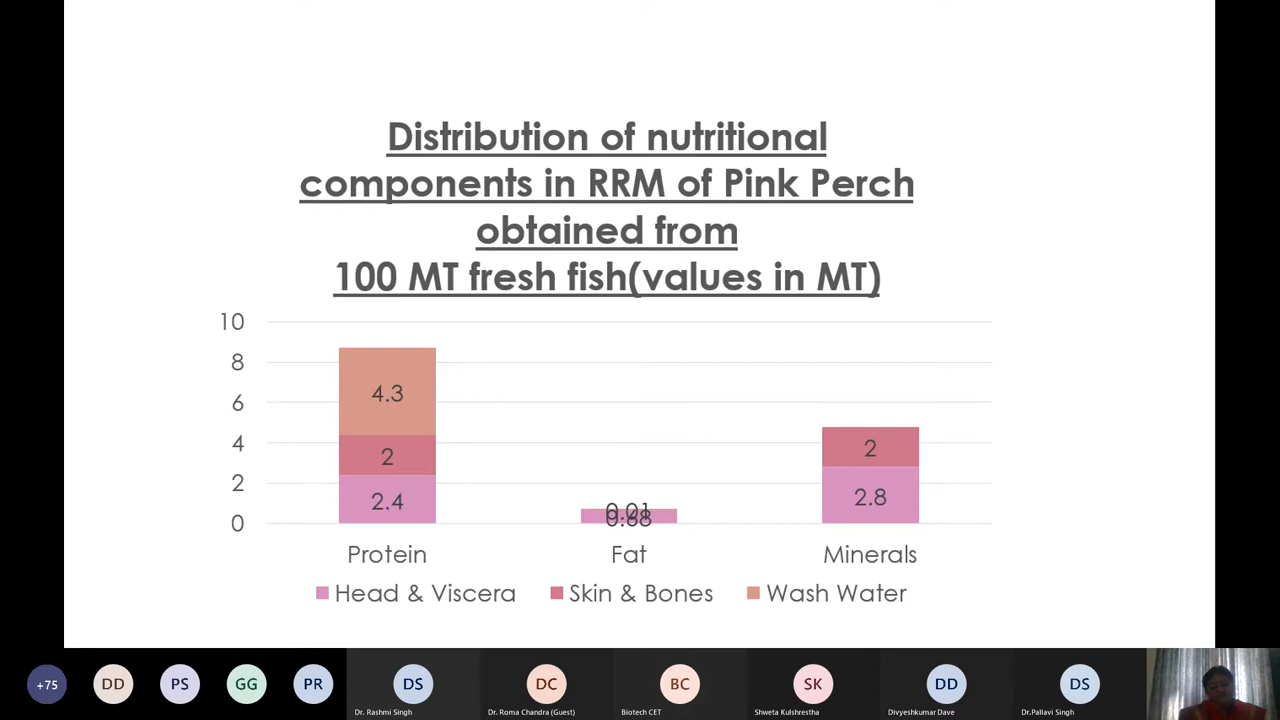 Distribution of nutritional
components in RRM of Pink Perch
obtained from
100 MT fresh fish(values in MT)
10
8
6
4
2
0
4.3
2
2.4
0.01
2
2.8
Protein Fat Minerals
Head & Viscera Skin & Bones Wash Water
+75 DD PS GG PR DS DC BC SK DD DS
Dr. Rashmi Singh Dr. Roma Chandra (Guest) Biotech CET Shweta Kulshrestha Divyeshkumar Dave Dr.Pallavi Singh